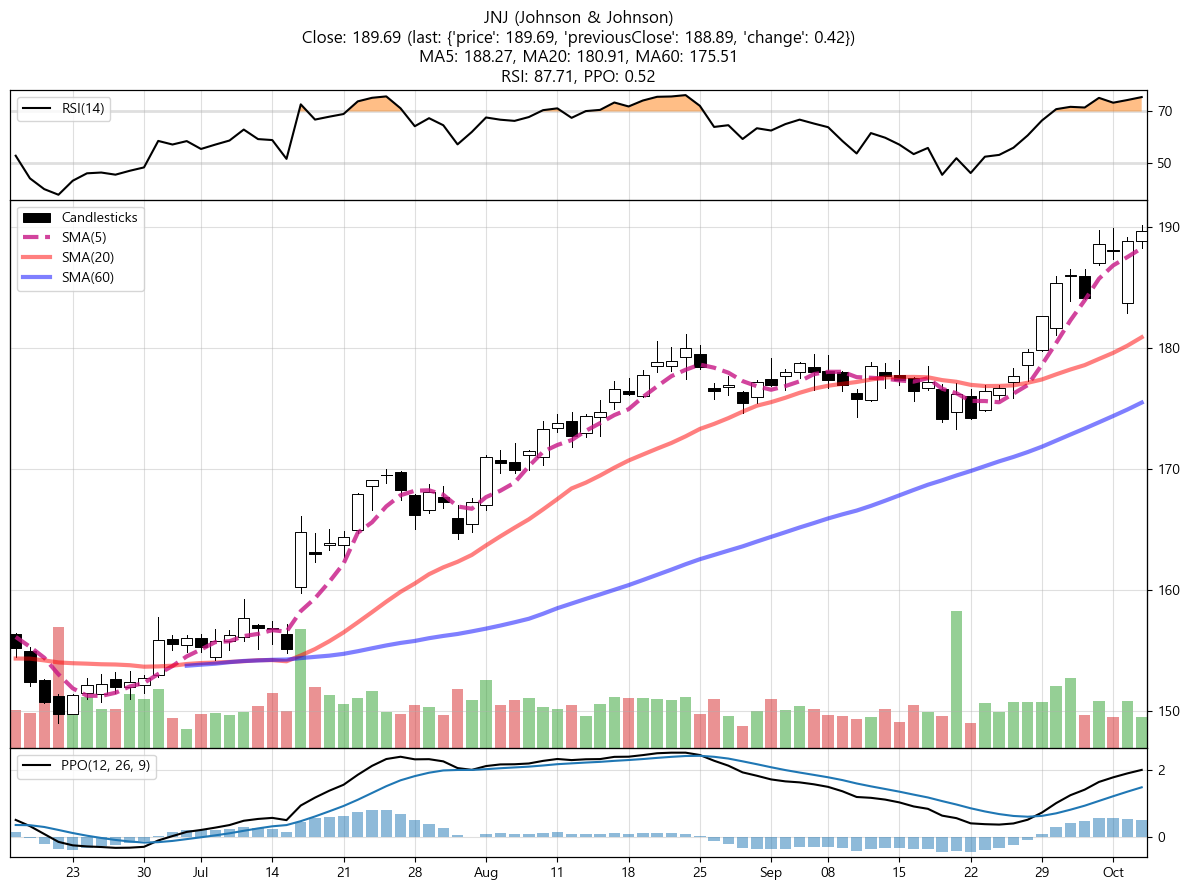 JNJ (Johnson & Johnson)
Close: 189.69 (last: {'price': 189.69, 'previousClose': 188.89, 'change': 0.42})
MA5: 188.27, MA20: 180.91, MA60: 175.51
RSI: 87.71, PPO: 0.52
RSI(14)
70
50
Candlesticks
SMA(5)
SMA(20)
SMA(60)
190
180
170
160
150
PPO(12, 26, 9)
2
0
23 30 Jul 14 21 28 Aug 11 18 25 Sep 08 15 22 29 Oct